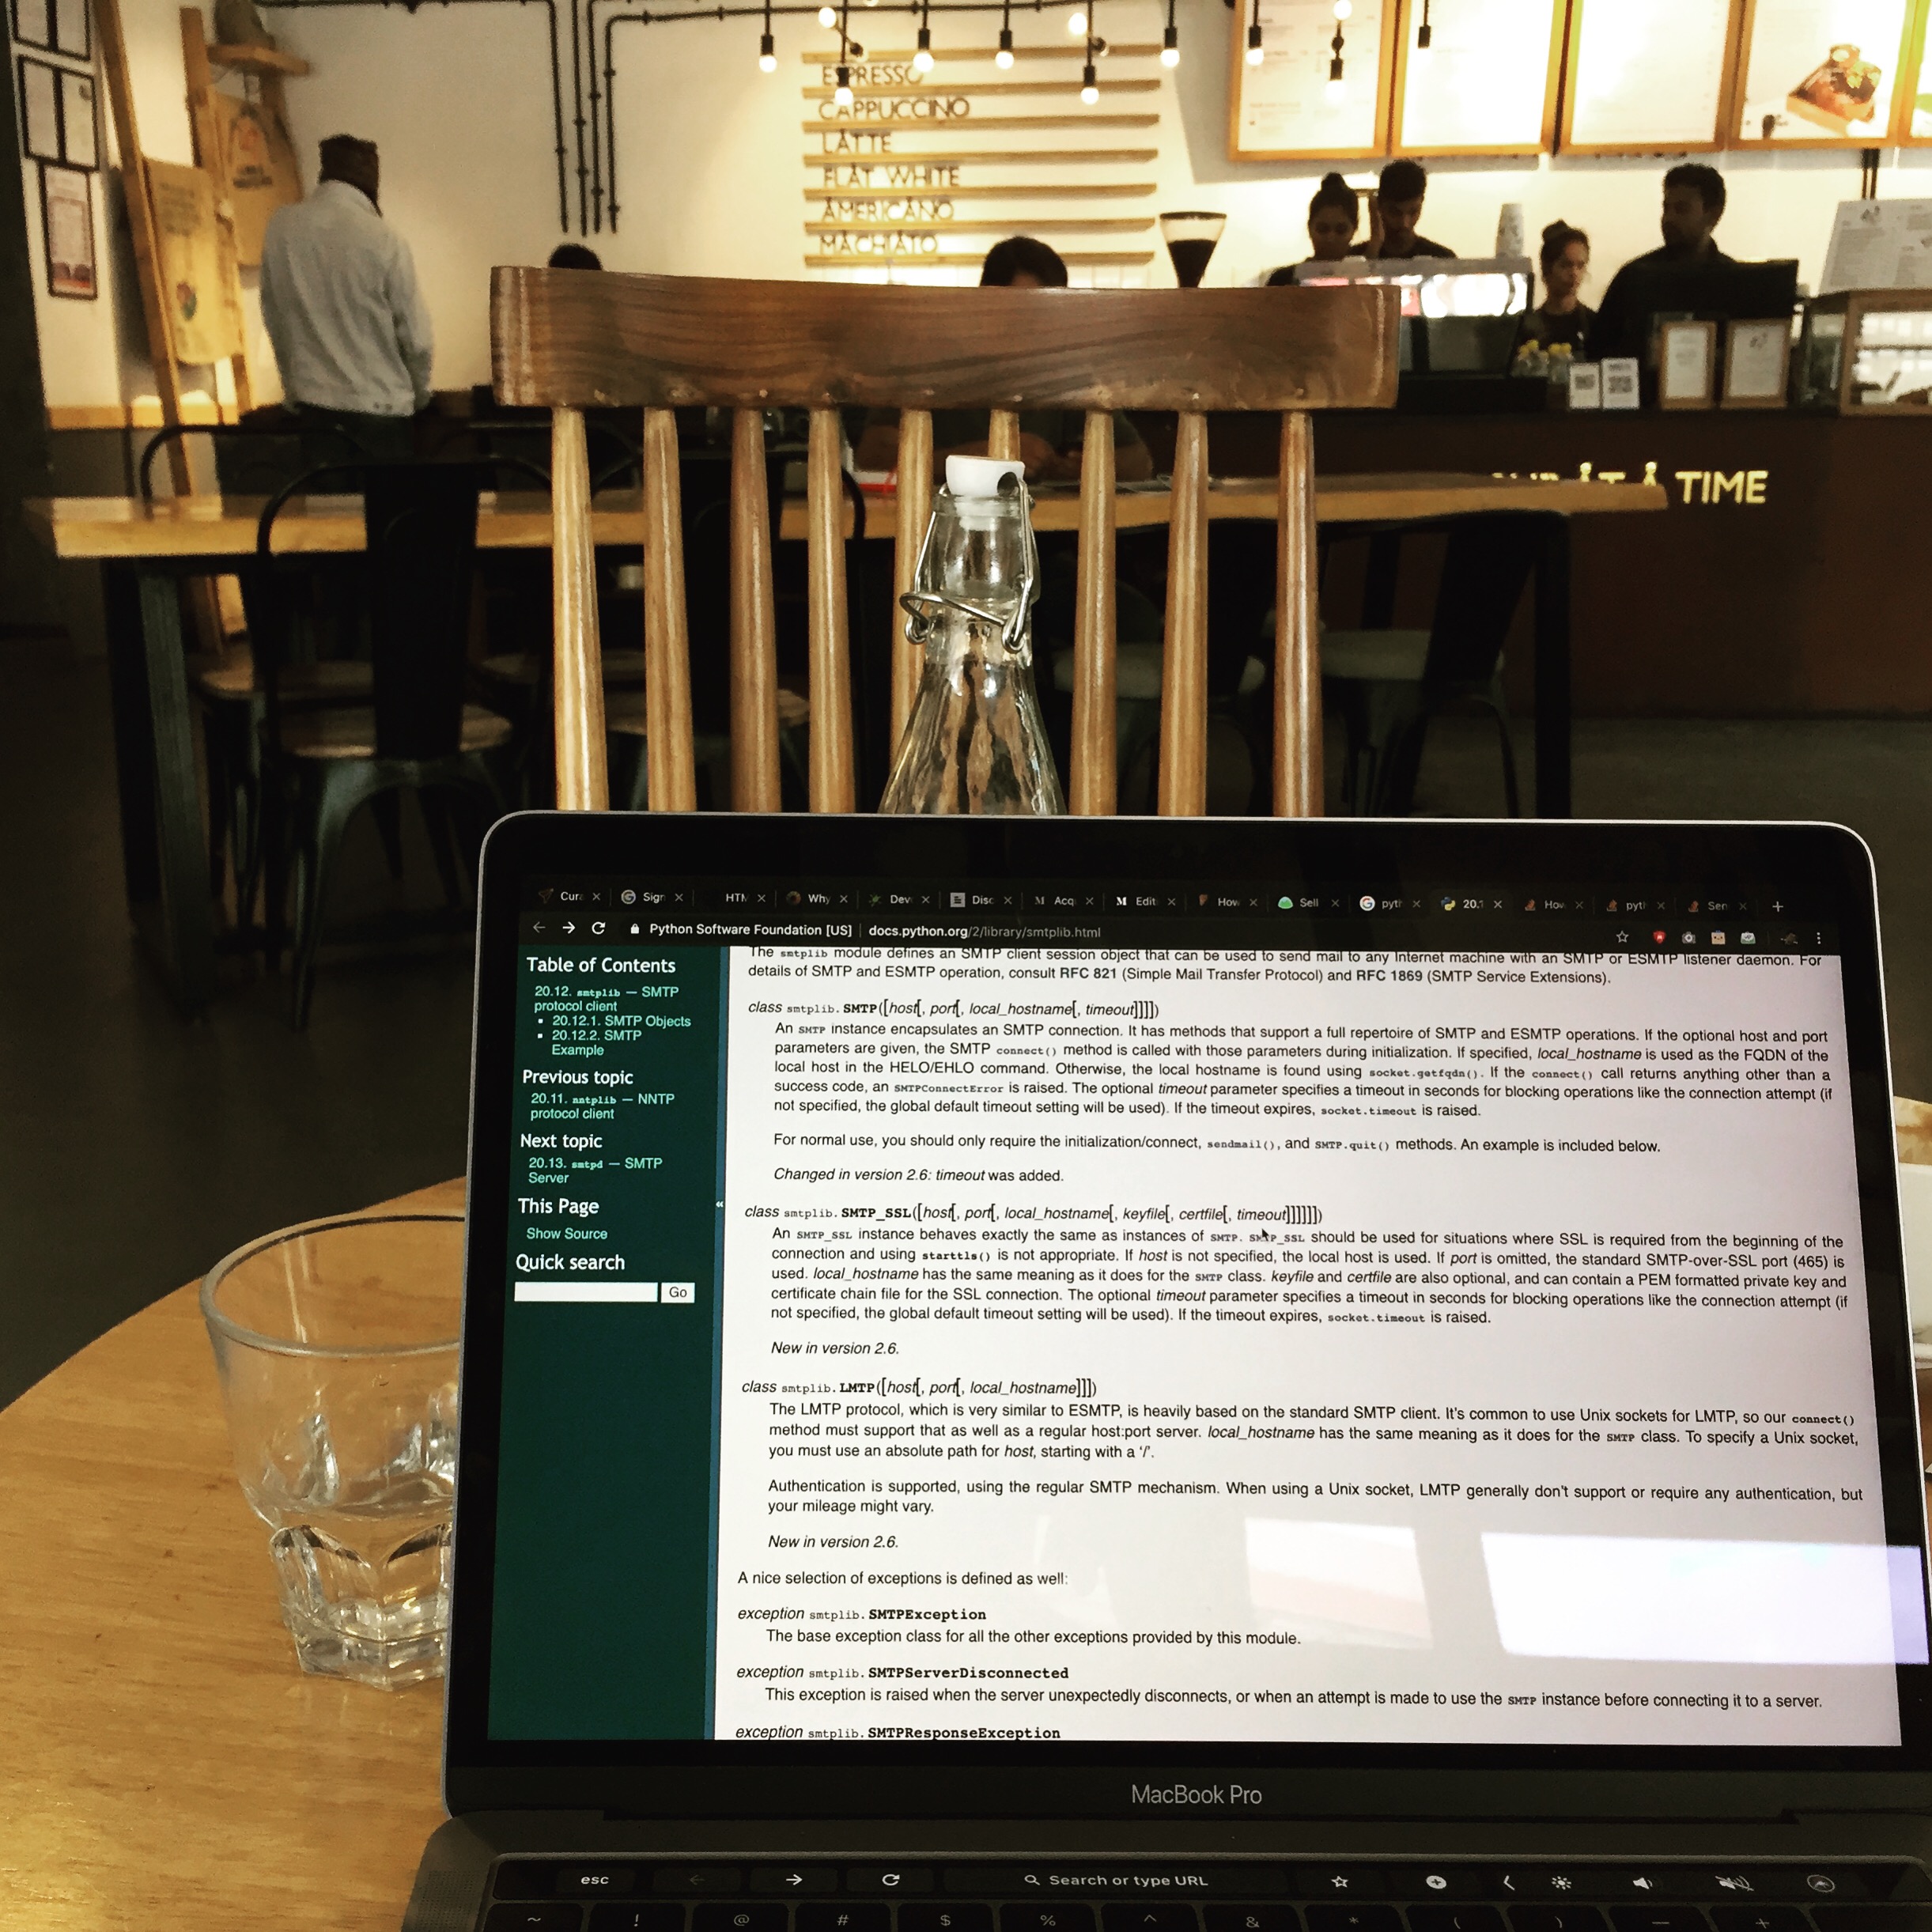 ESPRESSO
CAPPUCCINO
LATTE
FLAT WHITE
AMERICANO
MACHIATO
AT A TIME
Cur
Sign
HTM
Why
Dev
Disc
Acq
Edit
How
Sell
pyt
20.1
How
pyt
Sen
Python Software Foundation [US] | docs.python.org/2/library/smtplib.html
Table of Contents
20.12. smtplib — SMTP
protocol client
20.12.1. SMTP Objects
20.12.2. SMTP
Example
Previous topic
20.11. nntplib — NNTP
protocol client
Next topic
20.13. smtpd — SMTP
Server
This Page
Show Source
Quick search
Go
«
The smtplib module defines an SMTP client session object that can be used to send mail to any Internet machine with an SMTP or ESMTP listener daemon. For
details of SMTP and ESMTP operation, consult RFC 821 (Simple Mail Transfer Protocol) and RFC 1869 (SMTP Service Extensions).
class smtplib.SMTP([host[, port[, local_hostname[, timeout]]]])
An SMTP instance encapsulates an SMTP connection. It has methods that support a full repertoire of SMTP and ESMTP operations. If the optional host and port
parameters are given, the SMTP connect() method is called with those parameters during initialization. If specified, local_hostname is used as the FQDN of the
local host in the HELO/EHLO command. Otherwise, the local hostname is found using socket.getfqdn(). If the connect() call returns anything other than a
success code, an SMTPConnectError is raised. The optional timeout parameter specifies a timeout in seconds for blocking operations like the connection attempt (if
not specified, the global default timeout setting will be used). If the timeout expires, socket.timeout is raised.
For normal use, you should only require the initialization/connect, sendmail(), and SMTP.quit() methods. An example is included below.
Changed in version 2.6: timeout was added.
class smtplib.SMTP_SSL([host[, port[, local_hostname[, keyfile[, certfile[, timeout]]]]]])
An SMTP_SSL instance behaves exactly the same as instances of SMTP. SMTP_SSL should be used for situations where SSL is required from the beginning of the
connection and using starttls() is not appropriate. If host is not specified, the local host is used. If port is omitted, the standard SMTP-over-SSL port (465) is
used. local_hostname has the same meaning as it does for the SMTP class. keyfile and certfile are also optional, and can contain a PEM formatted private key and
certificate chain file for the SSL connection. The optional timeout parameter specifies a timeout in seconds for blocking operations like the connection attempt (if
not specified, the global default timeout setting will be used). If the timeout expires, socket.timeout is raised.
New in version 2.6.
class smtplib.LMTP([host[, port[, local_hostname]]])
The LMTP protocol, which is very similar to ESMTP, is heavily based on the standard SMTP client. It's common to use Unix sockets for LMTP, so our connect()
method must support that as well as a regular host:port server. local_hostname has the same meaning as it does for the SMTP class. To specify a Unix socket,
you must use an absolute path for host, starting with a '/'.
Authentication is supported, using the regular SMTP mechanism. When using a Unix socket, LMTP generally don't support or require any authentication, but
your mileage might vary.
New in version 2.6.
A nice selection of exceptions is defined as well:
exception smtplib.SMTPException
The base exception class for all the other exceptions provided by this module.
exception smtplib.SMTPServerDisconnected
This exception is raised when the server unexpectedly disconnects, or when an attempt is made to use the SMTP instance before connecting it to a server.
exception smtplib.SMTPResponseException
MacBook Pro
esc
Search or type URL
~ ! @ # $ % ^ & * ( ) — +